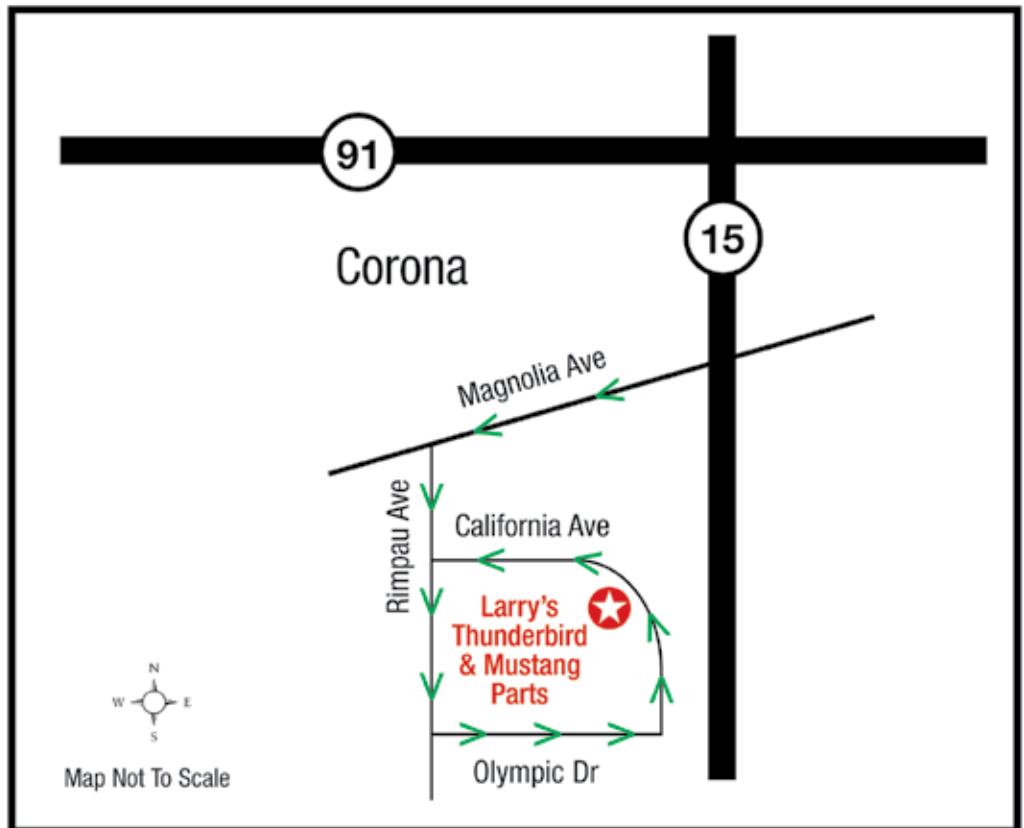 91
15
Corona
Magnolia Ave
Rimpau Ave
California Ave
Larry's
Thunderbird
& Mustang
Parts
N
W E
S
Map Not To Scale
Olympic Dr